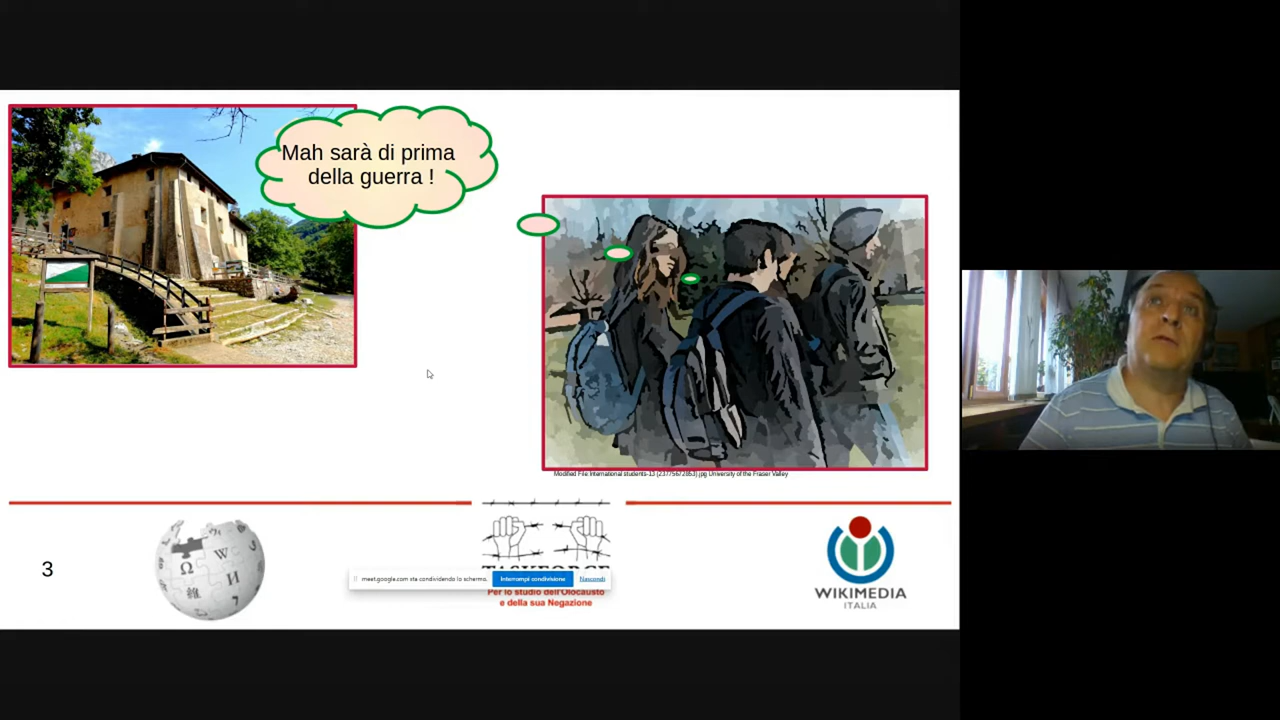 Mah sarà di prima
della guerra !
Modified File International students-13 (23775672853).jpg University of the Fraser Valley
3
Ω
W
И
TASKFORCE
meet.google.com sta condividendo lo schermo.
Interrompi condivisione
Nascondi
Per lo studio dell'Olocausto
e della sua Negazione
WIKIMEDIA
ITALIA